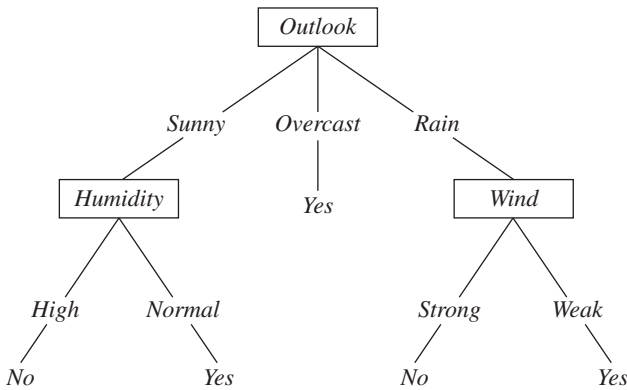 Outlook
Sunny Overcast Rain
Humidity Yes Wind
High Normal Strong Weak
No Yes No Yes